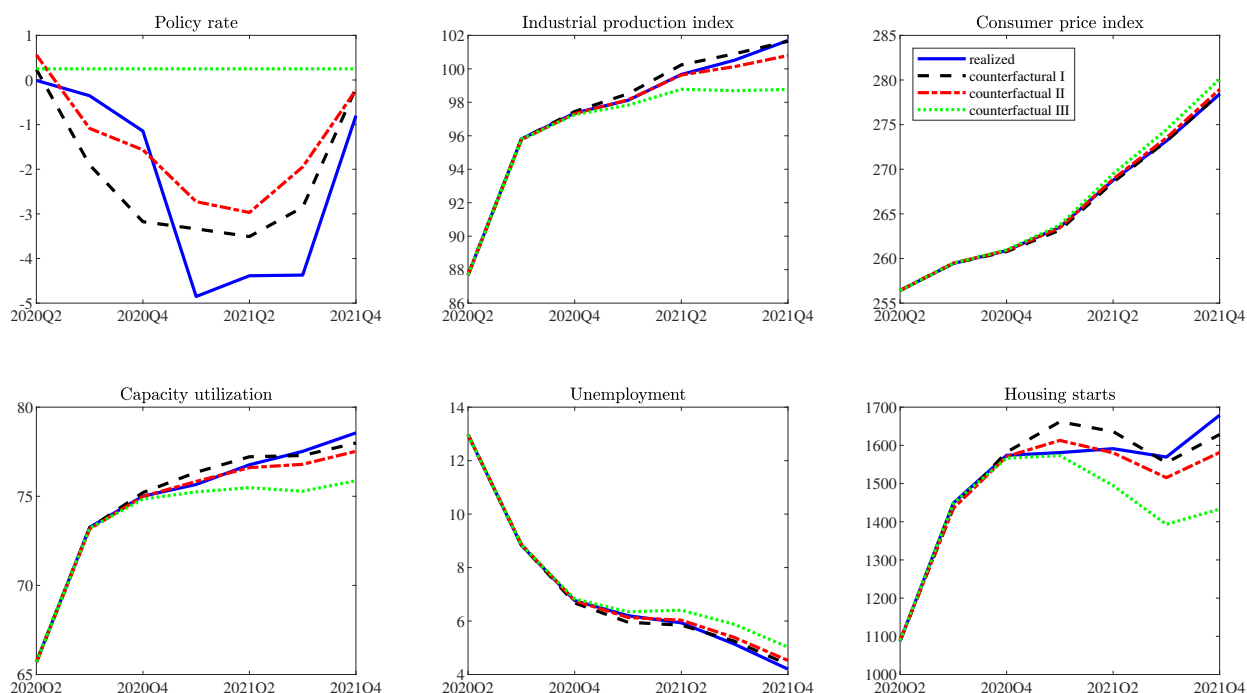 Policy rate
1
0
-1
-2
-3
-4
-5
2020Q2 2020Q4 2021Q2 2021Q4
Industrial production index
102
100
98
96
94
92
90
88
86
2020Q2 2020Q4 2021Q2 2021Q4
Consumer price index
285
280
275
270
265
260
255
2020Q2 2020Q4 2021Q2 2021Q4
realized
counterfactural I
counterfactual II
counterfactual III
Capacity utilization
80
75
70
65
2020Q2 2020Q4 2021Q2 2021Q4
Unemployment
14
12
10
8
6
4
2020Q2 2020Q4 2021Q2 2021Q4
Housing starts
1700
1600
1500
1400
1300
1200
1100
1000
2020Q2 2020Q4 2021Q2 2021Q4